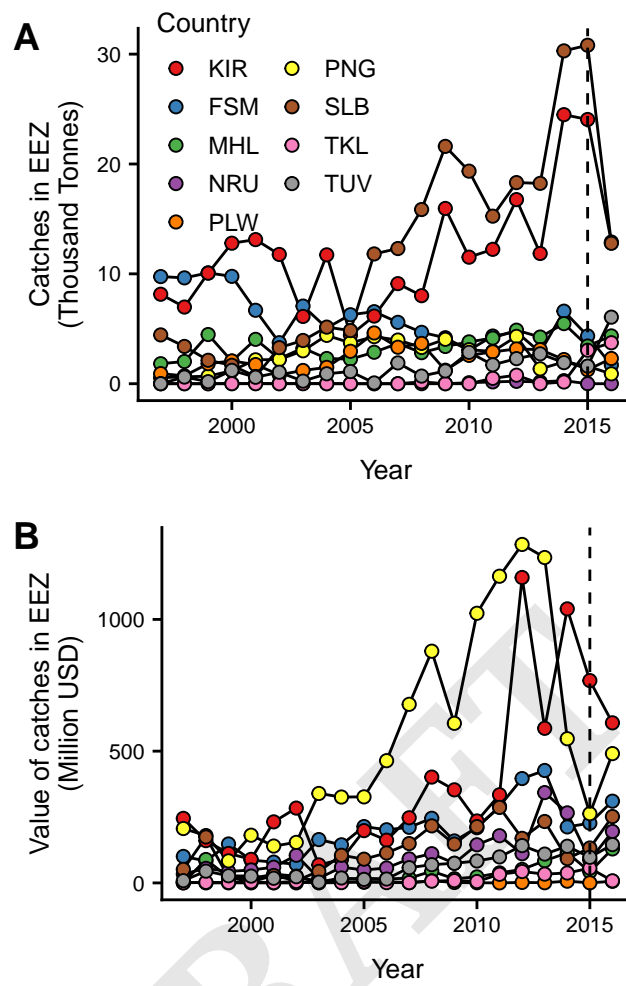 A
Country
KIR
PNG
FSM
SLB
MHL
TKL
NRU
TUV
PLW
Catches in EEZ
(Thousand Tonnes)
30
20
10
0
2000
2005
2010
2015
Year
B
Value of catches in EEZ
(Million USD)
1000
500
0
2000
2005
2010
2015
Year
DRAFT